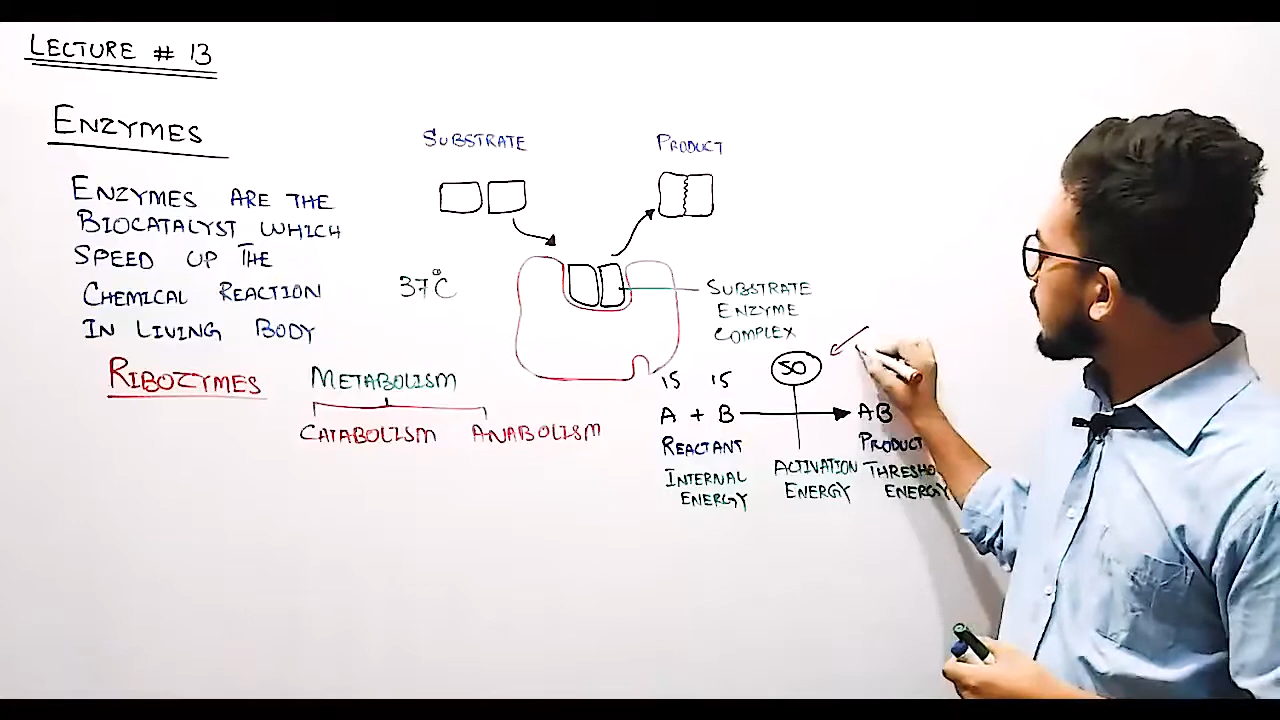 LECTURE # 13
ENZYMES
ENZYMES ARE THE
BIOCATALYST WHICH
SPEED UP THE
CHEMICAL REACTION
IN LIVING BODY
RIBOZYMES
METABOLISM
CATABOLISM ANABOLISM
SUBSTRATE
PRODUCT
37°C
SUBSTRATE
ENZYME
COMPLEX
15 15 50
A + B AB
REACTANT PRODUCT
INTERNAL
ENERGY
ACTIVATION
ENERGY
ENERGY